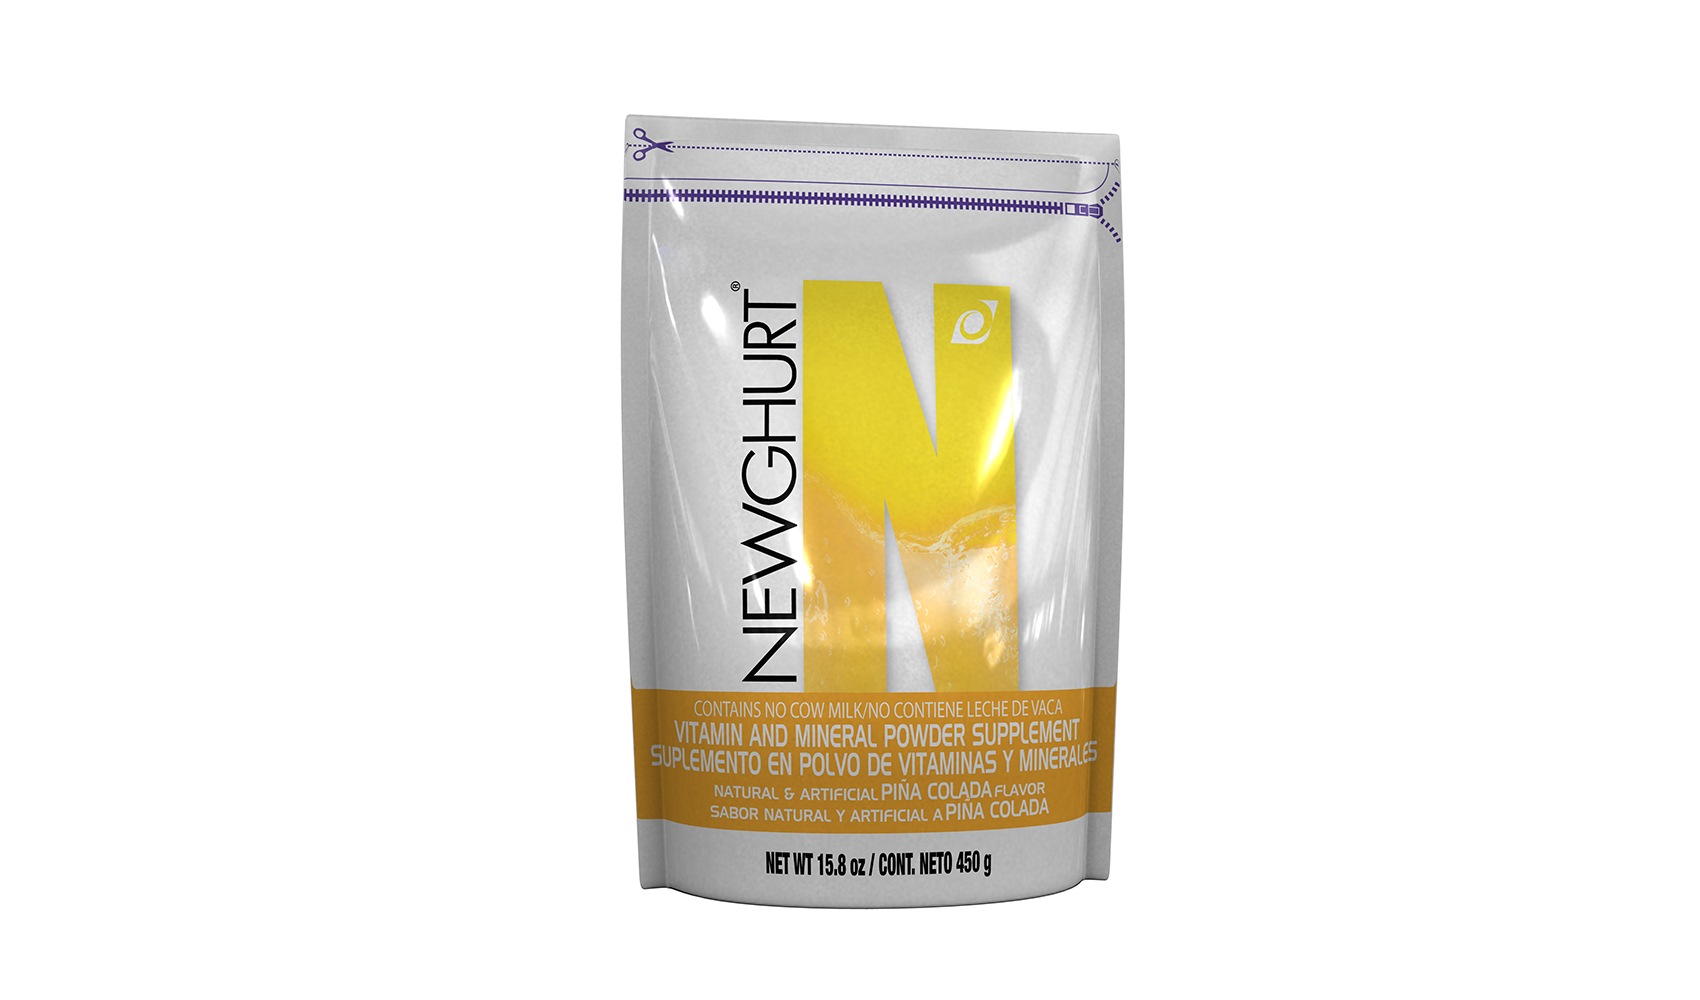 NEWGHURT®
N
CONTAINS NO COW MILK/NO CONTIENE LECHE DE VACA
VITAMIN AND MINERAL POWDER SUPPLEMENT
SUPLEMENTO EN POLVO DE VITAMINAS Y MINERALES
NATURAL & ARTIFICIAL PIÑA COLADA FLAVOR
SABOR NATURAL Y ARTIFICIAL A PIÑA COLADA
NET WT 15.8 oz / CONT. NETO 450 g